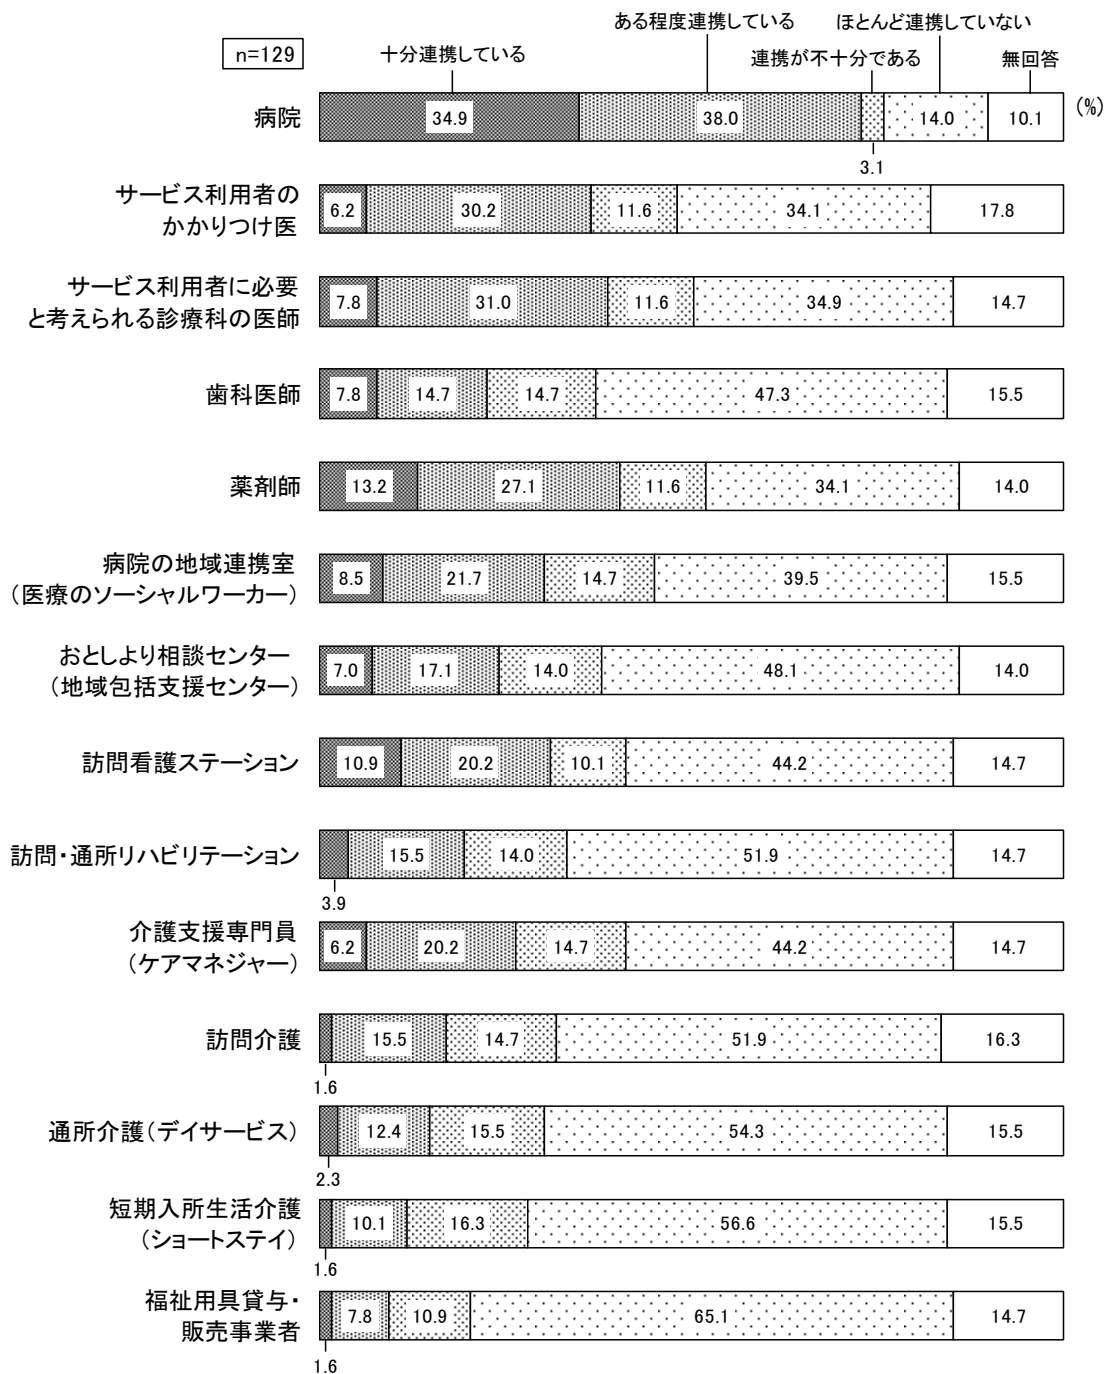 n=129
十分連携している
ある程度連携している
連携が不十分である
ほとんど連携していない
無回答
(%)
病院
34.9 38.0 3.1 14.0 10.1
サービス利用者の
かかりつけ医
6.2 30.2 11.6 34.1 17.8
サービス利用者に必要
と考えられる診療科の医師
7.8 31.0 11.6 34.9 14.7
歯科医師
7.8 14.7 14.7 47.3 15.5
薬剤師
13.2 27.1 11.6 34.1 14.0
病院の地域連携室
(医療のソーシャルワーカー)
8.5 21.7 14.7 39.5 15.5
おとしより相談センター
(地域包括支援センター)
7.0 17.1 14.0 48.1 14.0
訪問看護ステーション
10.9 20.2 10.1 44.2 14.7
訪問・通所リハビリテーション
3.9 15.5 14.0 51.9 14.7
介護支援専門員
(ケアマネジャー)
6.2 20.2 14.7 44.2 14.7
訪問介護
1.6 15.5 14.7 51.9 16.3
通所介護(デイサービス)
2.3 12.4 15.5 54.3 15.5
短期入所生活介護
(ショートステイ)
1.6 10.1 16.3 56.6 15.5
福祉用具貸与・
販売事業者
1.6 7.8 10.9 65.1 14.7